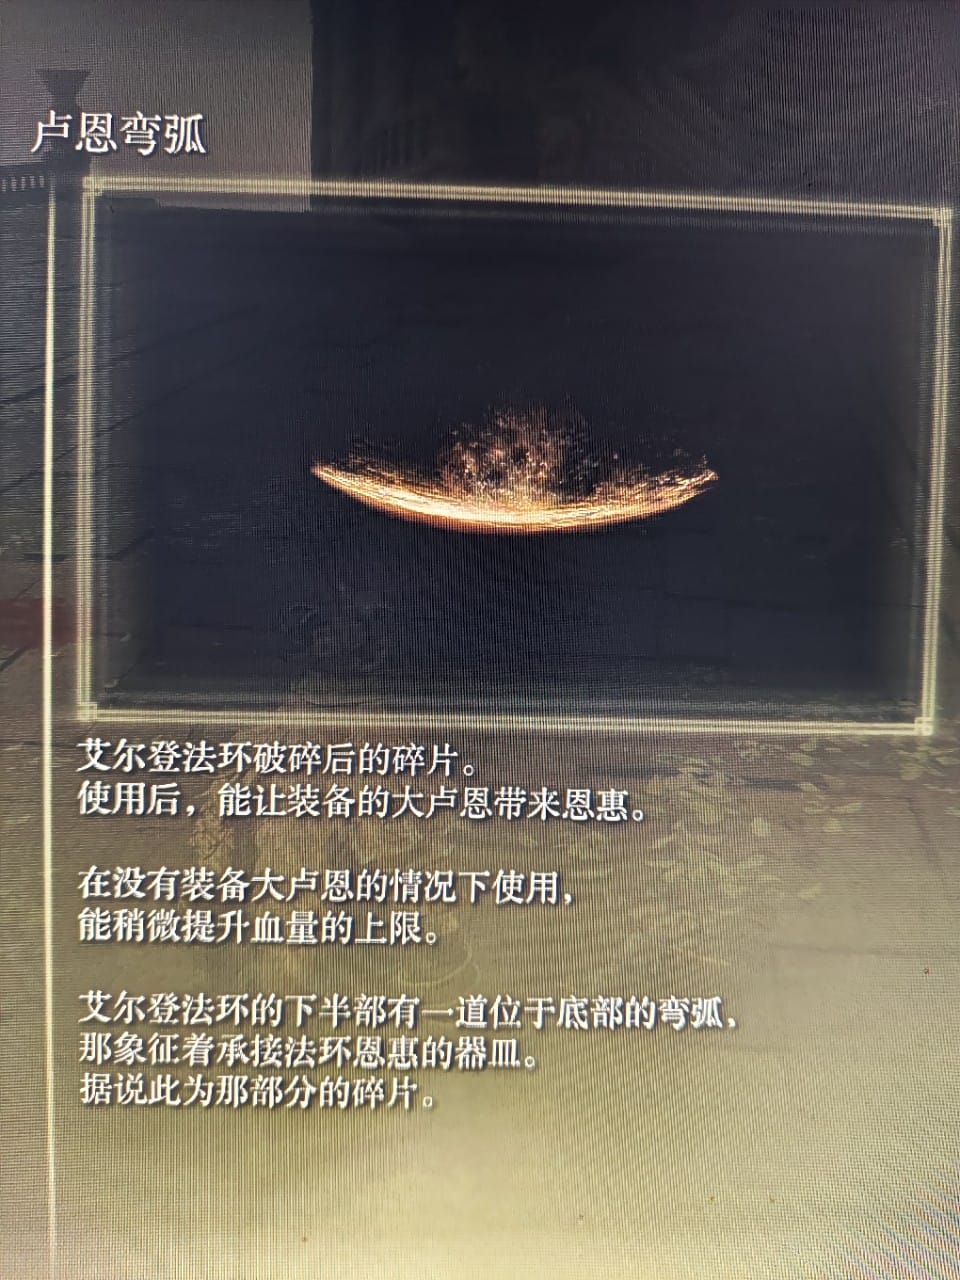 卢恩弯弧
艾尔登法环破碎后的碎片。
使用后，能让装备的大卢恩带来恩惠。
在没有装备大卢恩的情况下使用，
能稍微提升血量的上限。
艾尔登法环的下半部有一道位于底部的弯弧，
那象征着承接法环恩惠的器皿。
据说此为那部分的碎片。